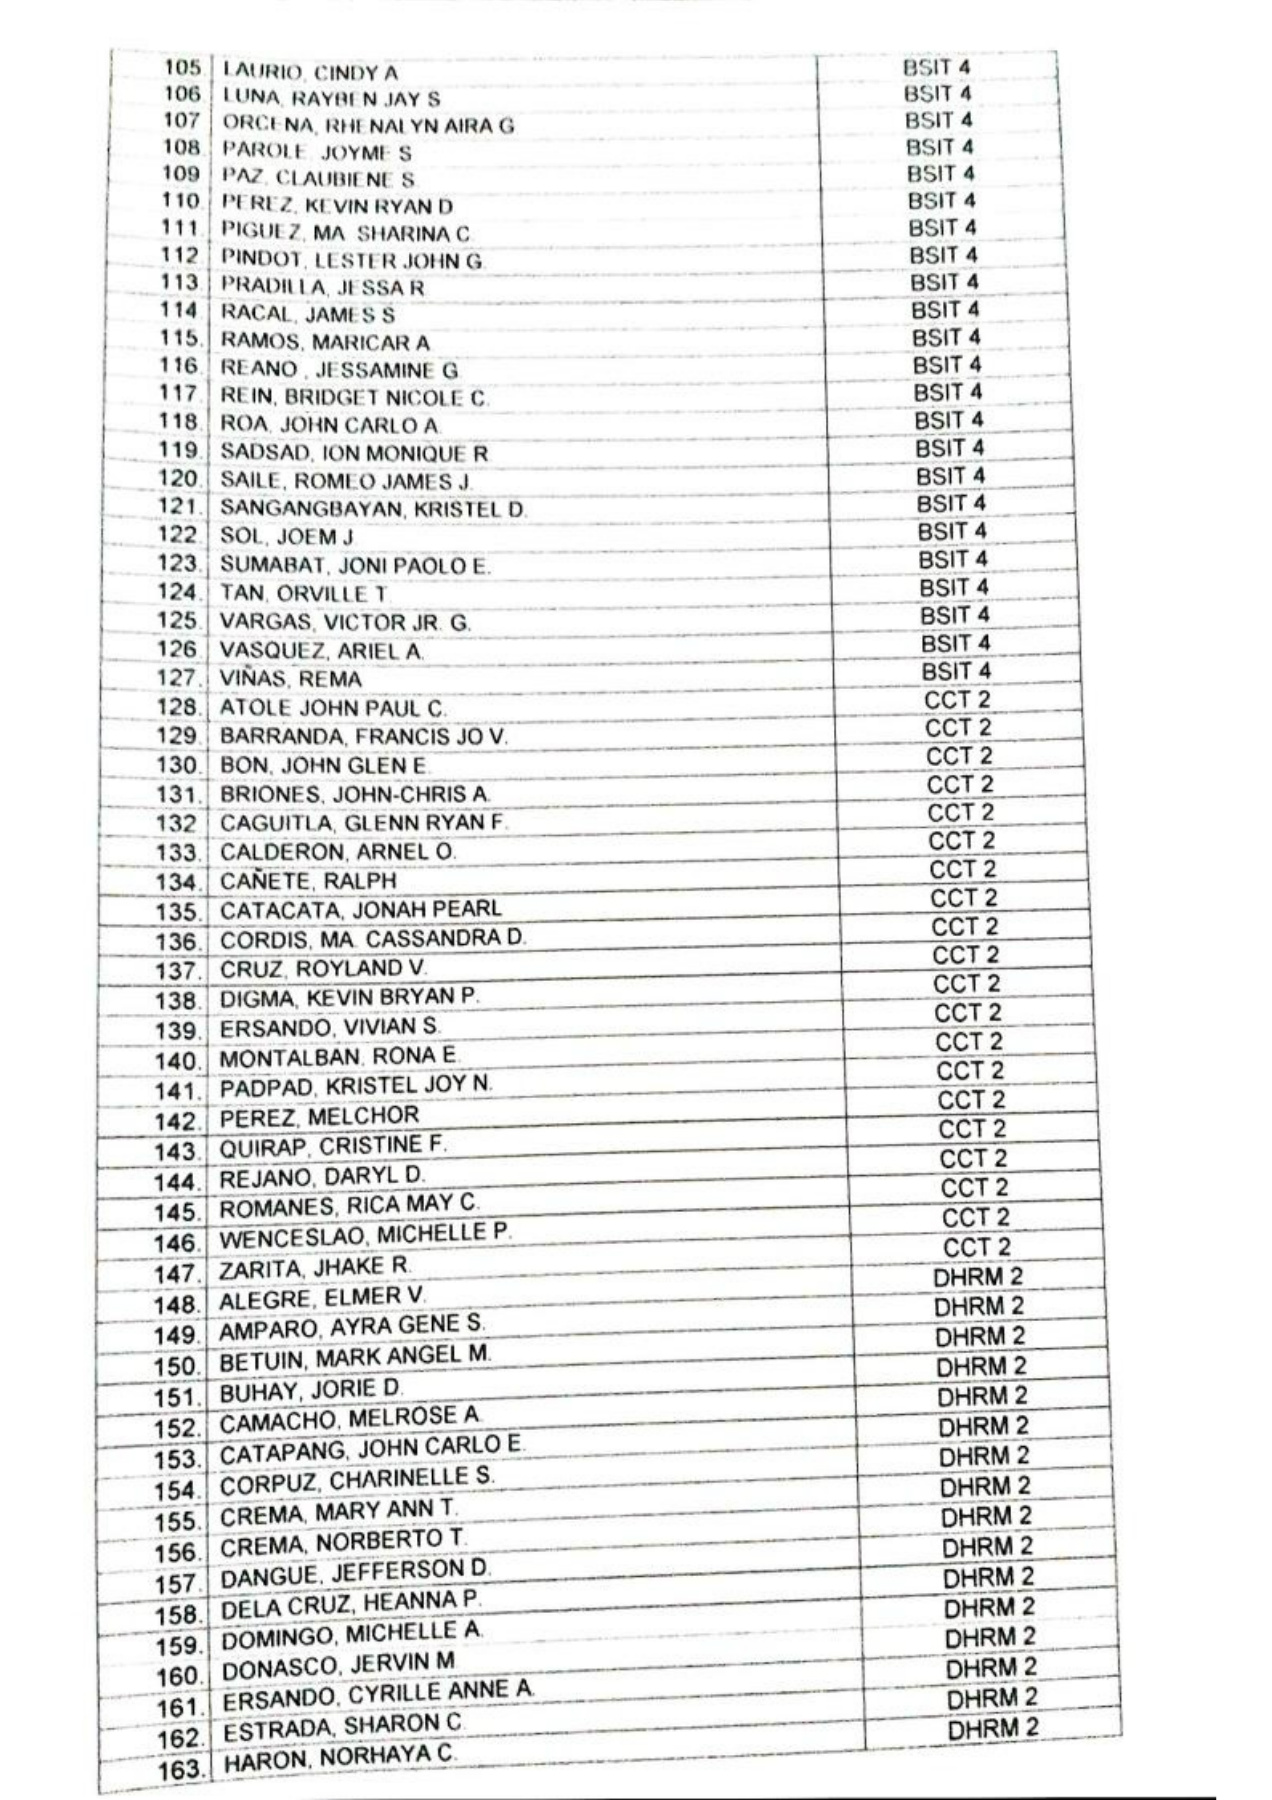 105. LAURIO, CINDY A BSIT 4
106. LUNA, RAYBEN JAY S BSIT 4
107 ORCENA, RHENALYN AIRA G BSIT 4
108. PAROLE, JOYME S BSIT 4
109 PAZ, CLAUBIENE S. BSIT 4
110. PEREZ, KEVIN RYAN D BSIT 4
111. PIGUEZ, MA SHARINA C. BSIT 4
112. PINDOT, LESTER JOHN G. BSIT 4
113. PRADILLA, JESSA R BSIT 4
114. RACAL, JAMES S BSIT 4
115. RAMOS, MARICAR A. BSIT 4
116. REANO , JESSAMINE G BSIT 4
117. REIN, BRIDGET NICOLE C. BSIT 4
118. ROA, JOHN CARLO A. BSIT 4
119. SADSAD, ION MONIQUE R BSIT 4
120. SAILE, ROMEO JAMES J. BSIT 4
121. SANGANGBAYAN, KRISTEL D. BSIT 4
122. SOL, JOEM J. BSIT 4
123. SUMABAT, JONI PAOLO E. BSIT 4
124. TAN, ORVILLE T. BSIT 4
125. VARGAS, VICTOR JR. G. BSIT 4
126. VASQUEZ, ARIEL A. BSIT 4
127. VIÑAS, REMA BSIT 4
128. ATOLE JOHN PAUL C. CCT 2
129. BARRANDA, FRANCIS JO V. CCT 2
130. BON, JOHN GLEN E. CCT 2
131. BRIONES, JOHN-CHRIS A. CCT 2
132 CAGUITLA, GLENN RYAN F. CCT 2
133. CALDERON, ARNEL O. CCT 2
134. CAÑETE, RALPH CCT 2
135. CATACATA, JONAH PEARL CCT 2
136. CORDIS, MA. CASSANDRA D. CCT 2
137. CRUZ, ROYLAND V. CCT 2
138. DIGMA, KEVIN BRYAN P. CCT 2
139. ERSANDO, VIVIAN S. CCT 2
140. MONTALBAN, RONA E. CCT 2
141. PADPAD, KRISTEL JOY N. CCT 2
142. PEREZ, MELCHOR CCT 2
143. QUIRAP, CRISTINE F. CCT 2
144. REJANO, DARYL D. CCT 2
145. ROMANES, RICA MAY C. CCT 2
146. WENCESLAO, MICHELLE P. CCT 2
147. ZARITA, JHAKE R. CCT 2
148. ALEGRE, ELMER V. DHRM 2
149. AMPARO, AYRA GENE S. DHRM 2
150. BETUIN, MARK ANGEL M. DHRM 2
151. BUHAY, JORIE D. DHRM 2
152. CAMACHO, MELROSE A. DHRM 2
153. CATAPANG, JOHN CARLO E. DHRM 2
154. CORPUZ, CHARINELLE S. DHRM 2
155. CREMA, MARY ANN T. DHRM 2
156. CREMA, NORBERTO T. DHRM 2
157. DANGUE, JEFFERSON D. DHRM 2
158. DELA CRUZ, HEANNA P. DHRM 2
159. DOMINGO, MICHELLE A. DHRM 2
160. DONASCO, JERVIN M. DHRM 2
161. ERSANDO, CYRILLE ANNE A. DHRM 2
162. ESTRADA, SHARON C. DHRM 2
163. HARON, NORHAYA C. DHRM 2